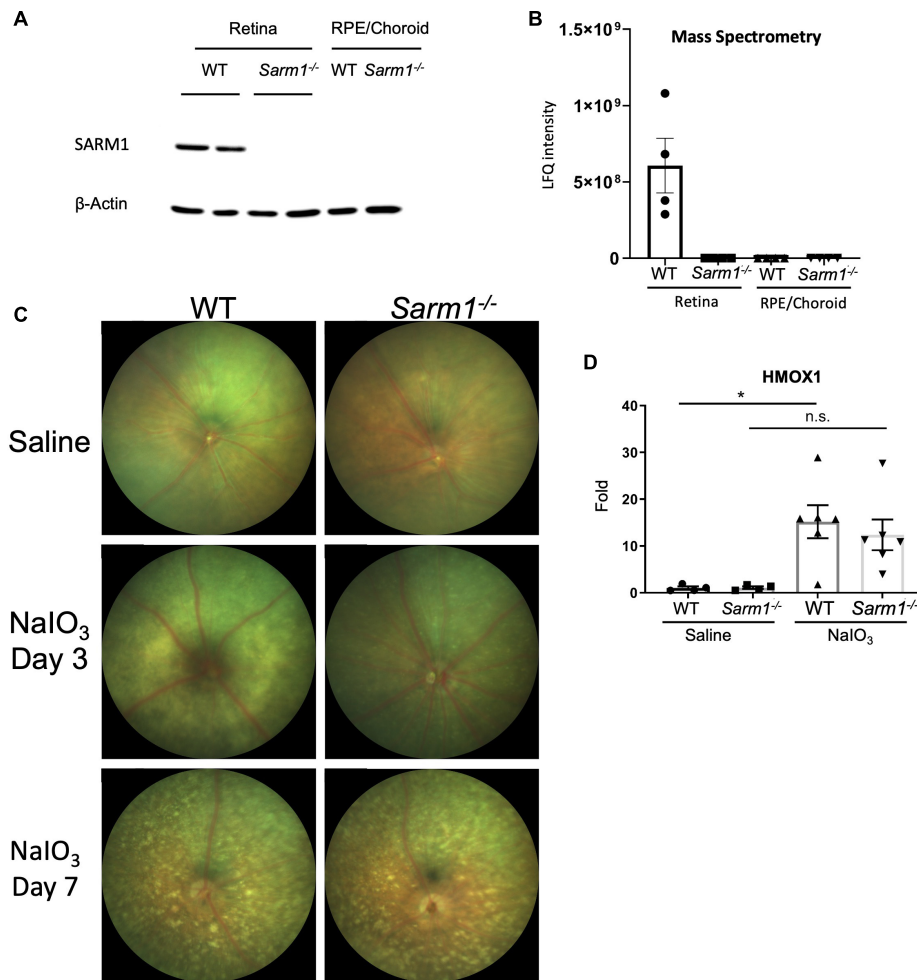 A
Retina RPE/Choroid
WT Sarm1-/- WT Sarm1-/-
SARM1
β-Actin
B
Mass Spectrometry
LFQ intensity
1.5×10⁹
1×10⁹
5×10⁸
0
WT Sarm1-/- WT Sarm1-/-
Retina RPE/Choroid
C
WT Sarm1-/-
Saline
NaIO₃
Day 3
NaIO₃
Day 7
D
HMOX1
*
n.s.
Fold
40
30
20
10
0
WT Sarm1-/- WT Sarm1-/-
Saline NaIO₃